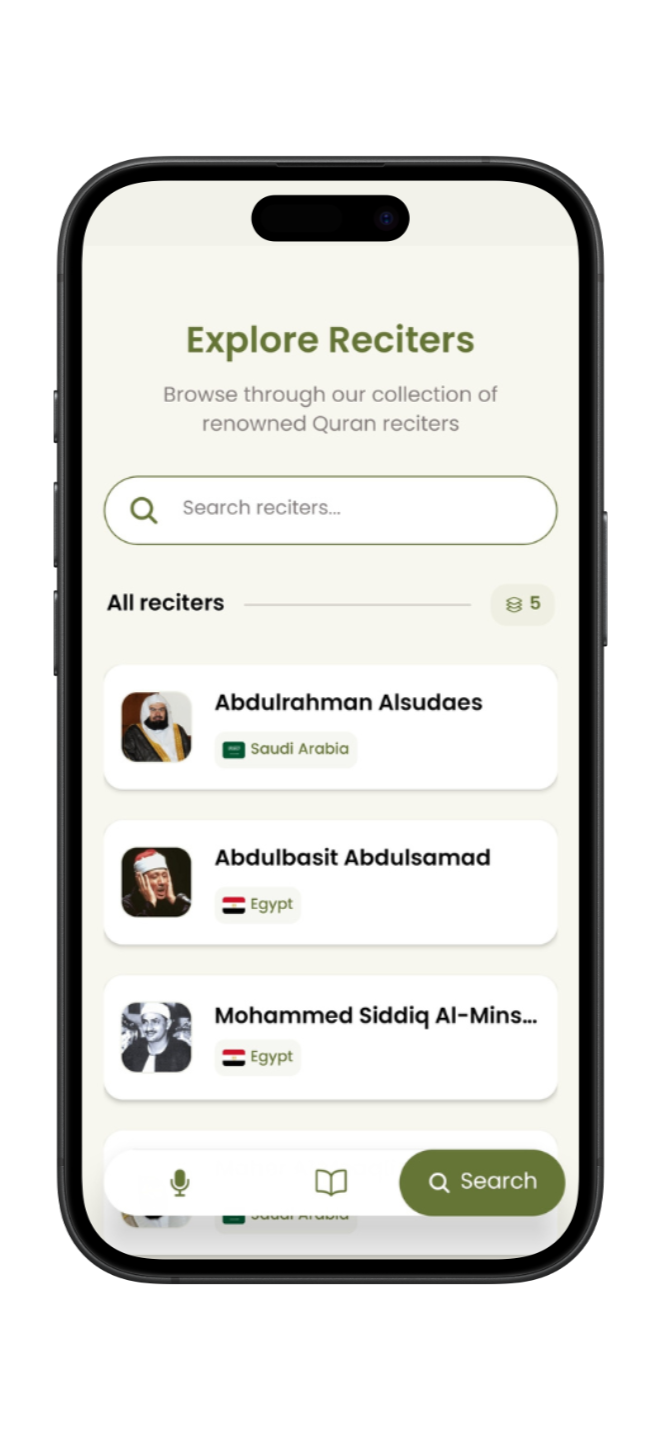 Explore Reciters
Browse through our collection of
renowned Quran reciters
Search reciters...
All reciters
5
Abdulrahman Alsudaes
Saudi Arabia
Abdulbasit Abdulsamad
Egypt
Mohammed Siddiq Al-Mins...
Egypt
Saudi Arabia
Search